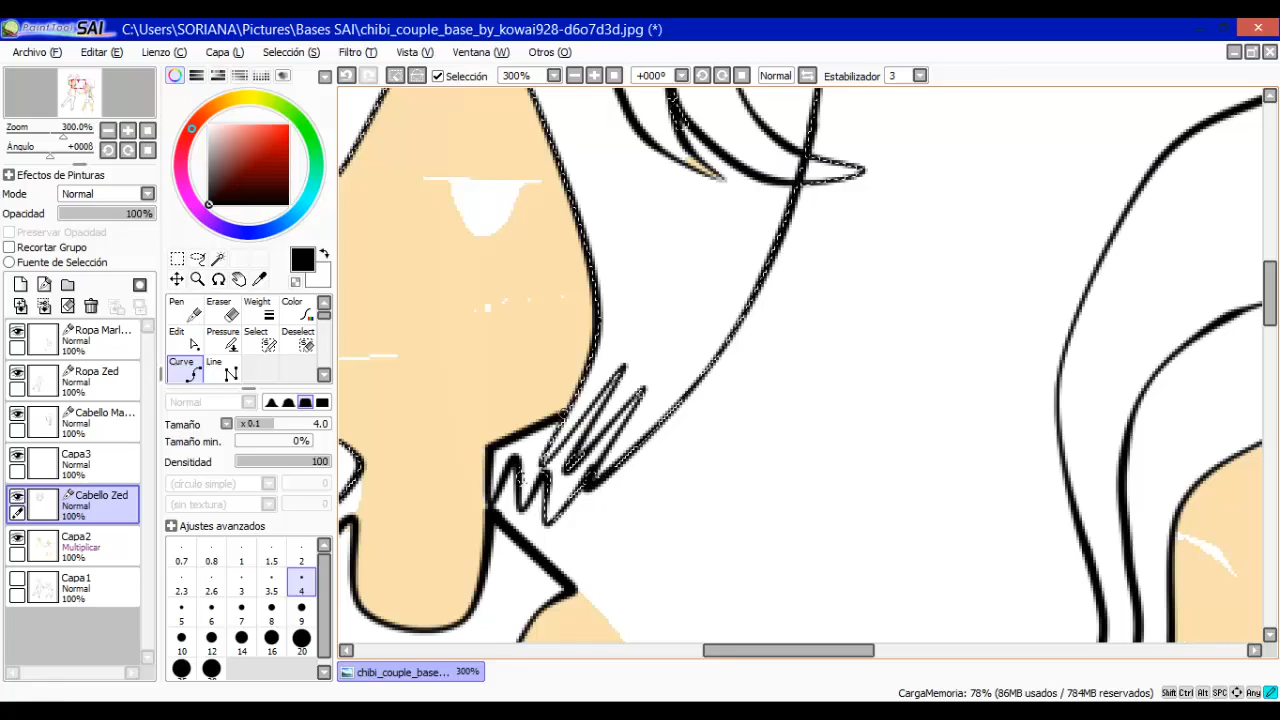 PaintTool SAI C:\Users\SORIANA\Pictures\Bases SAI\chibi_couple_base_by_kowai928-d6o7d3d.jpg (*)
Archivo (F) Editar (E) Lienzo (C) Capa (L) Selección (S) Filtro (T) Vista (V) Ventana (W) Otros (O)
Selección 300% +000º Normal Estabilizador 3
Zoom 300.0%
Ángulo +000ß
Efectos de Pinturas
Mode Normal
Opacidad 100%
Preservar Opacidad
Recortar Grupo
Fuente de Selección
Ropa Marl...
Normal
100%
Ropa Zed
Normal
100%
Cabello Ma...
Normal
100%
Capa3
Normal
100%
Cabello Zed
Normal
100%
Capa2
Multiplicar
100%
Capa1
Normal
100%
Pen Eraser Weight Color
Edit Pressure Select Deselect
Curve Line
Normal
Tamaño x 0.1 4.0
Tamaño min. 0%
Densitidad 100
(círculo simple) 0
(sin textura) 0
Ajustes avanzados
0.7 0.8 1 1.5 2
2.3 2.6 3 3.5 4
5 6 7 8 9
10 12 14 16 20
chibi_couple_base... 300%
CargaMemoria: 78% (86MB usados / 784MB reservados) Shift Ctrl Alt SPC Any